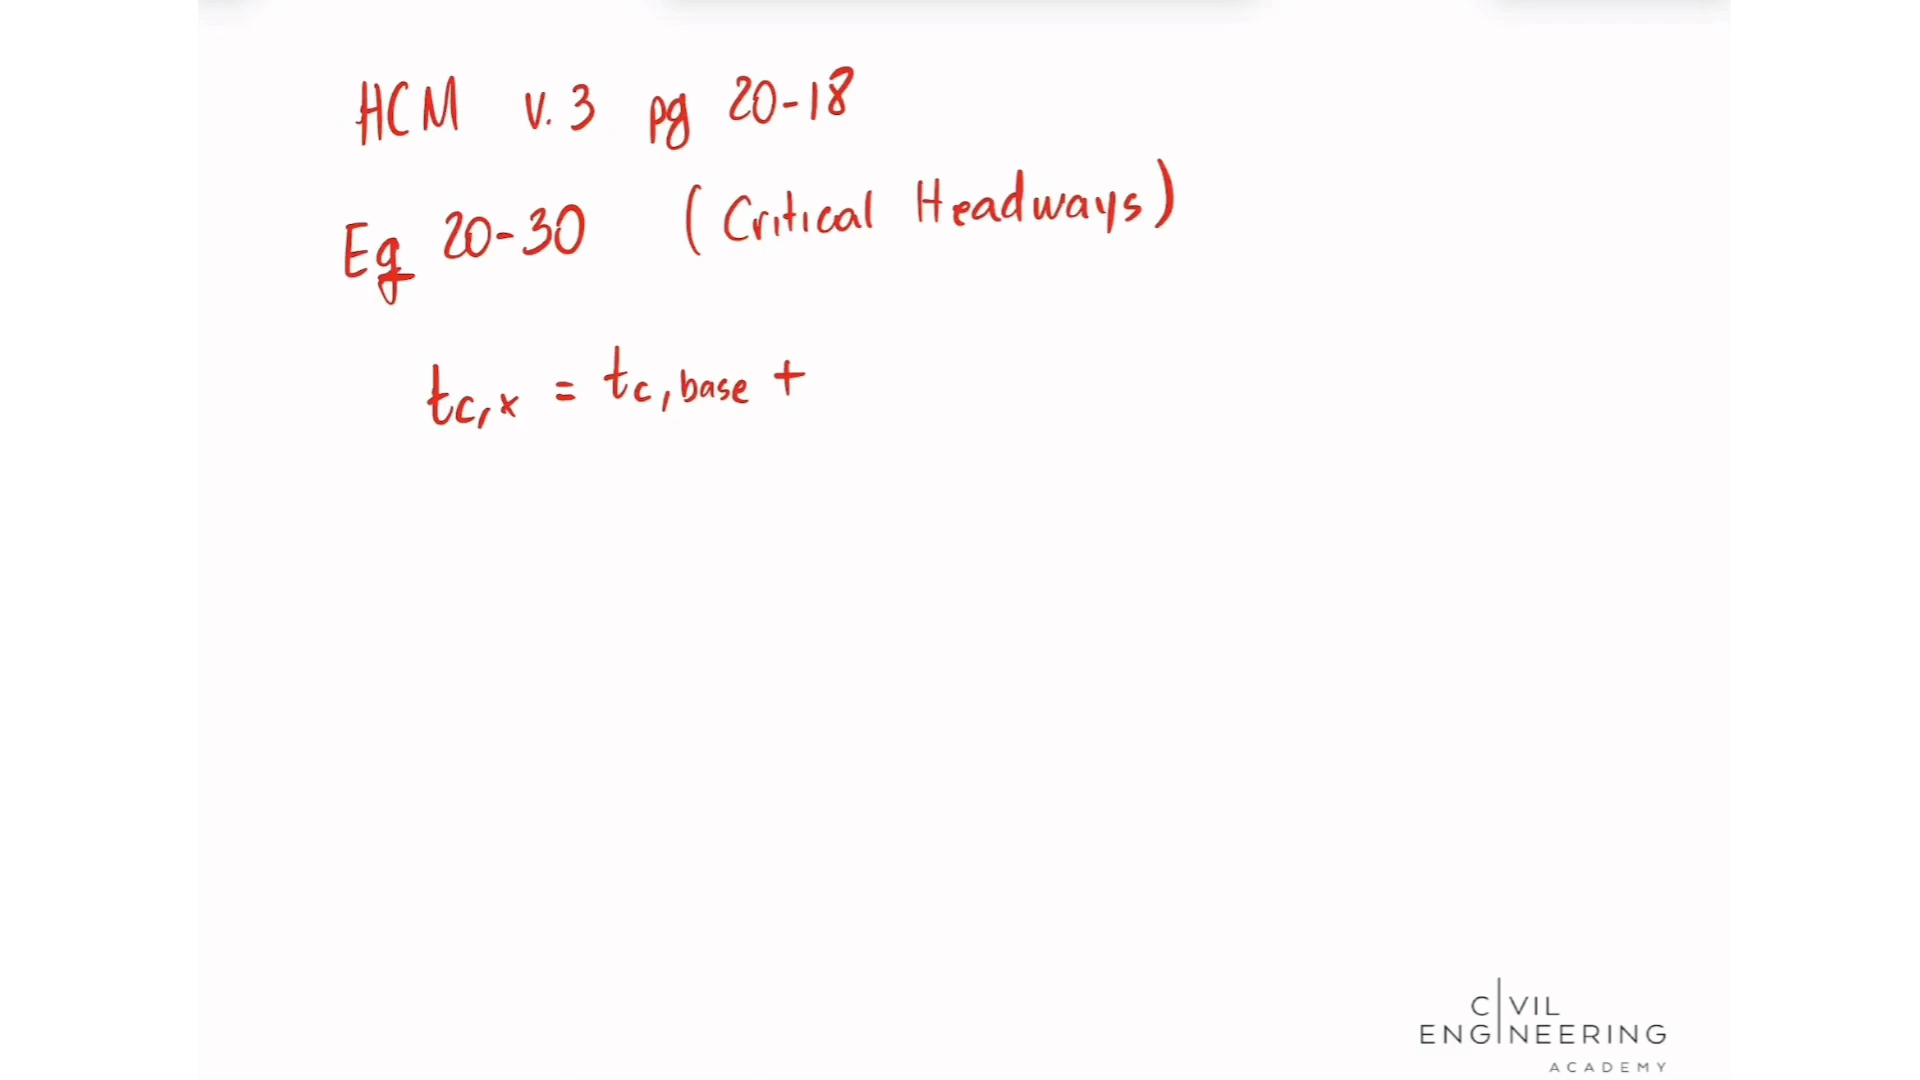 HCM v. 3 pg 20-18
Eq 20-30 (Critical Headways)
tc,x = tc,base +
CIVIL
ENGINEERING
ACADEMY